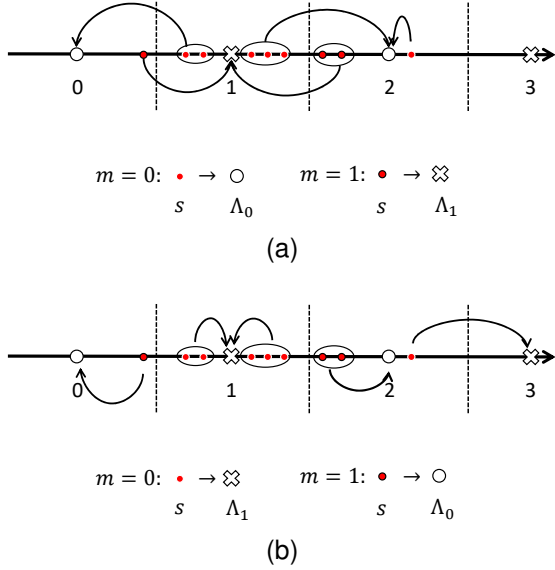 0 1 2 3
m = 0: s → Λ₀ m = 1: s → Λ₁
(a)
0 1 2 3
m = 0: s → Λ₁ m = 1: s → Λ₀
(b)